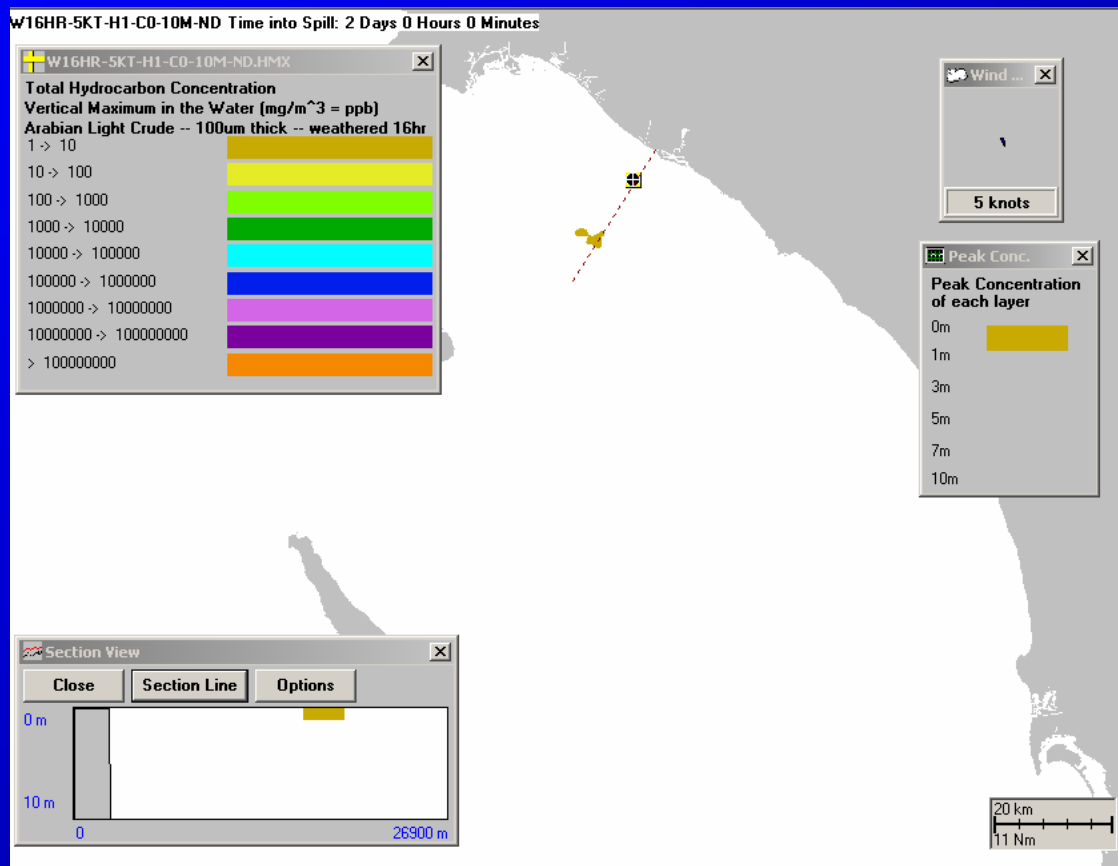 W16HR-5KT-H1-C0-10M-ND Time into Spill: 2 Days 0 Hours 0 Minutes
W16HR-5KT-H1-C0-10M-ND.HMX
Total Hydrocarbon Concentration
Vertical Maximum in the Water (mg/m^3 = ppb)
Arabian Light Crude -- 100um thick -- weathered 16hr
1 -> 10
10 -> 100
100 -> 1000
1000 -> 10000
10000 -> 100000
100000 -> 1000000
1000000 -> 10000000
10000000 -> 100000000
> 100000000
Wind ...
5 knots
Peak Conc.
Peak Concentration
of each layer
0m
1m
3m
5m
7m
10m
Section View
Close Section Line Options
0 m
10 m
0 26900 m
20 km
11 Nm